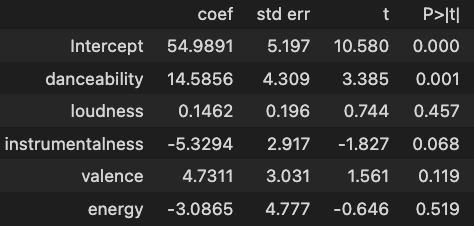 coef std err t P>|t|
Intercept 54.9891 5.197 10.580 0.000
danceability 14.5856 4.309 3.385 0.001
loudness 0.1462 0.196 0.744 0.457
instrumentalness -5.3294 2.917 -1.827 0.068
valence 4.7311 3.031 1.561 0.119
energy -3.0865 4.777 -0.646 0.519